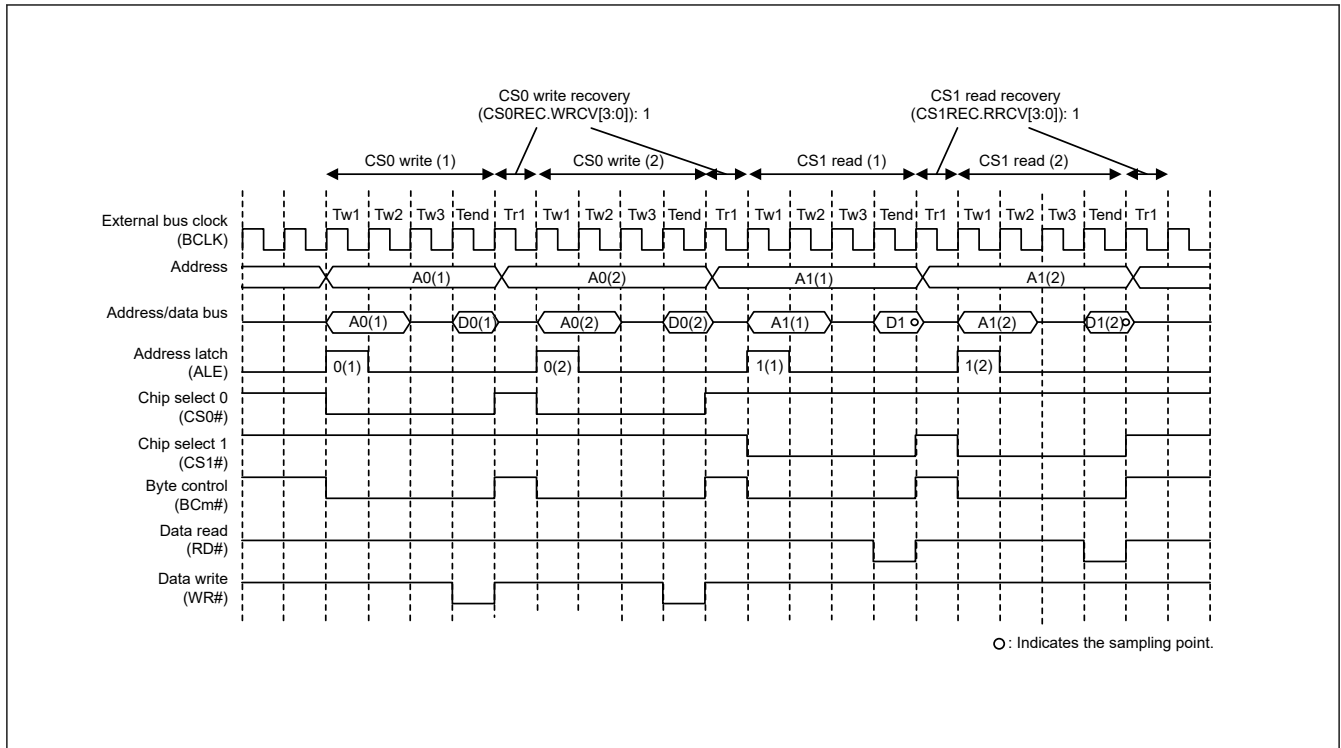 CS0 write recovery
(CS0REC.WRCV[3:0]): 1
CS1 read recovery
(CS1REC.RRCV[3:0]): 1
CS0 write (1)
CS0 write (2)
CS1 read (1)
CS1 read (2)
Tw1 Tw2 Tw3 Tend Tr1 Tw1 Tw2 Tw3 Tend Tr1 Tw1 Tw2 Tw3 Tend Tr1 Tw1 Tw2 Tw3 Tend Tr1
External bus clock
(BCLK)
Address
A0(1) A0(2) A1(1) A1(2)
Address/data bus
A0(1) D0(1) A0(2) D0(2) A1(1) D1 A1(2) D1(2)
Address latch
(ALE)
0(1) 0(2) 1(1) 1(2)
Chip select 0
(CS0#)
Chip select 1
(CS1#)
Byte control
(BCm#)
Data read
(RD#)
Data write
(WR#)
: Indicates the sampling point.